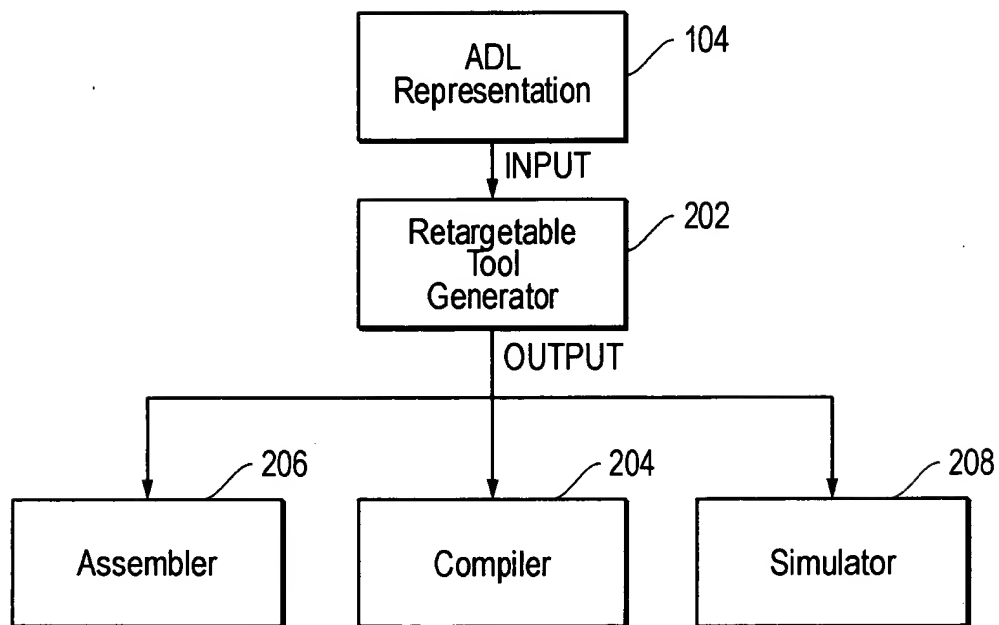 ADL
Representation
104
INPUT
Retargetable
Tool
Generator
202
OUTPUT
206
204
208
Assembler
Compiler
Simulator